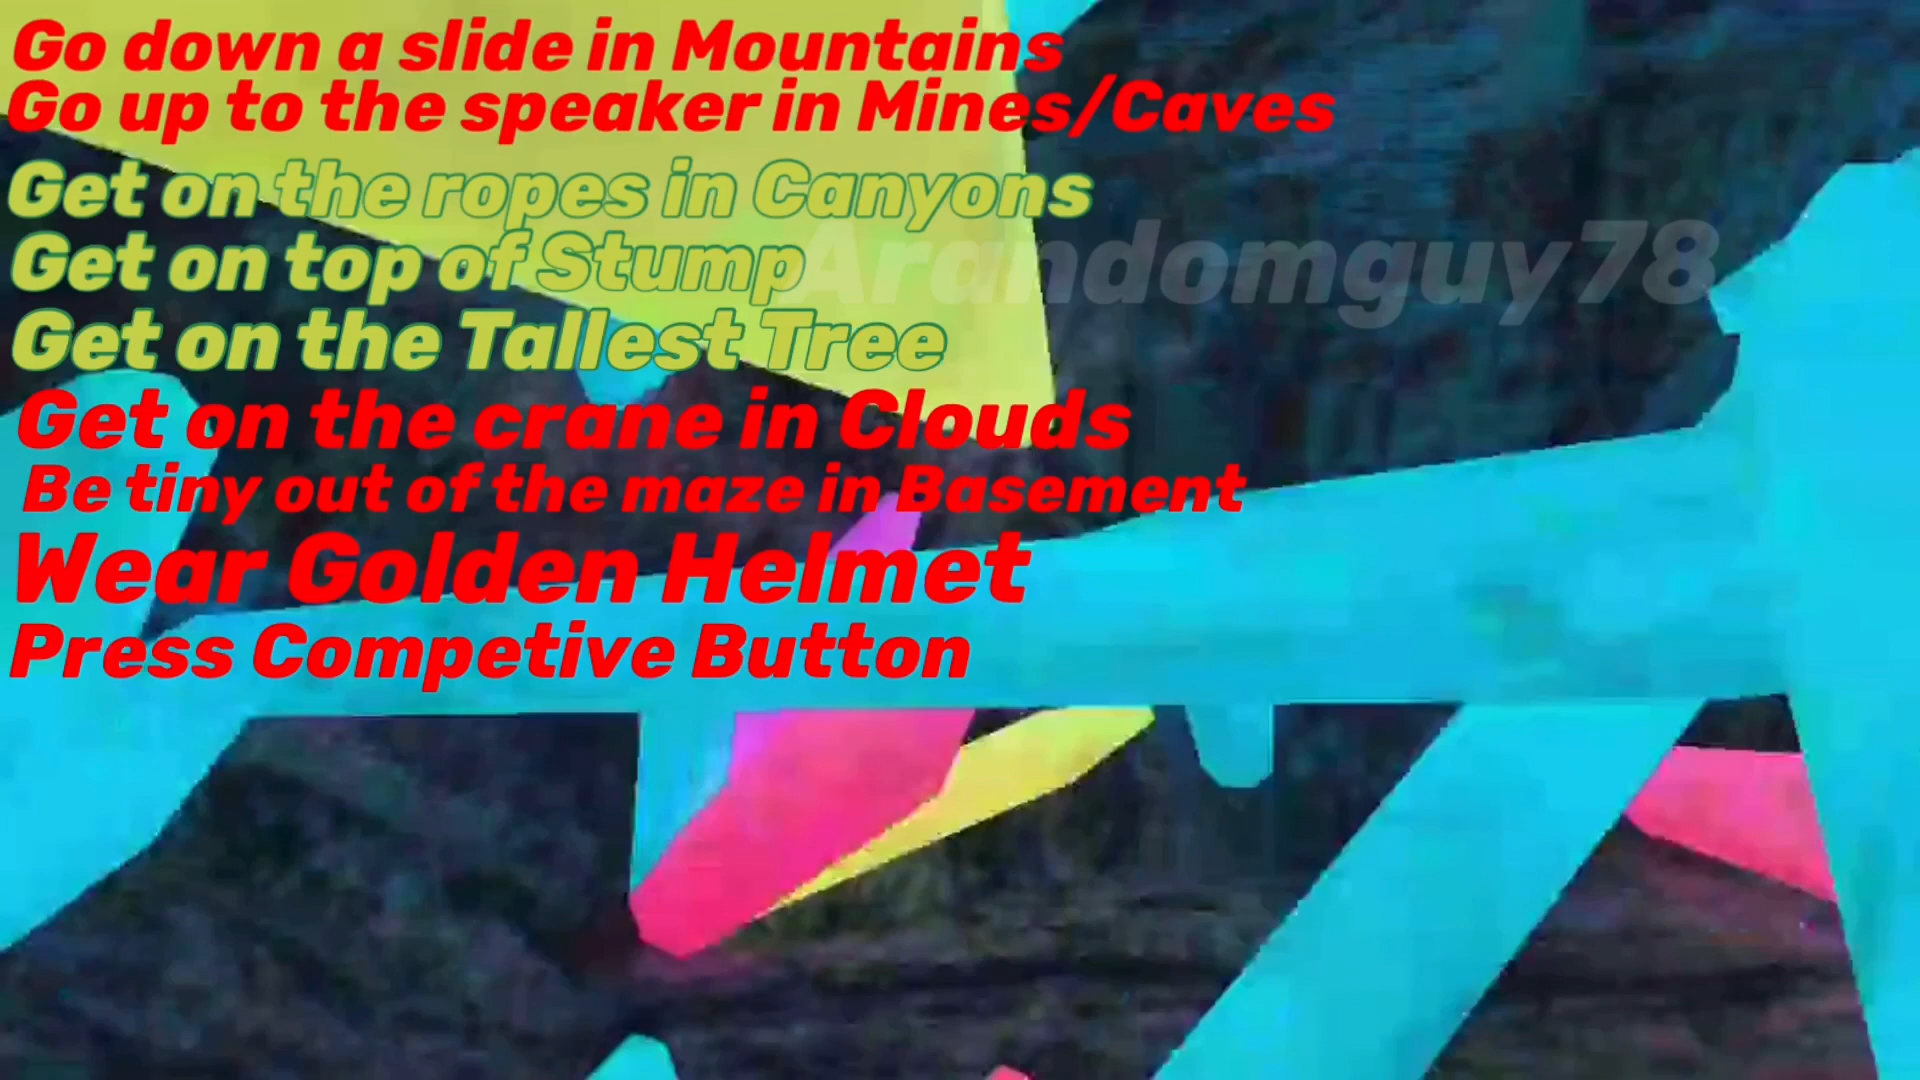 Go down a slide in Mountains
Go up to the speaker in Mines/Caves
Get on the ropes in Canyons
Get on top of Stump
Arandomguy78
Get on the Tallest Tree
Get on the crane in Clouds
Be tiny out of the maze in Basement
Wear Golden Helmet
Press Competive Button